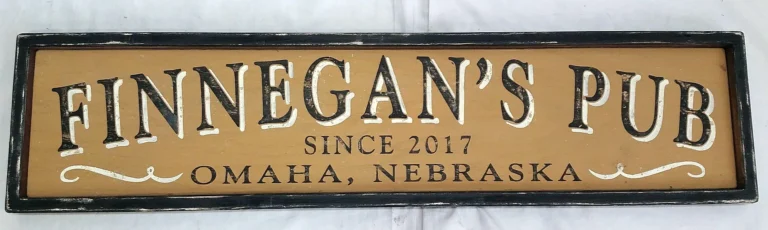 FINNEGAN'S PUB
SINCE 2017
OMAHA, NEBRASKA